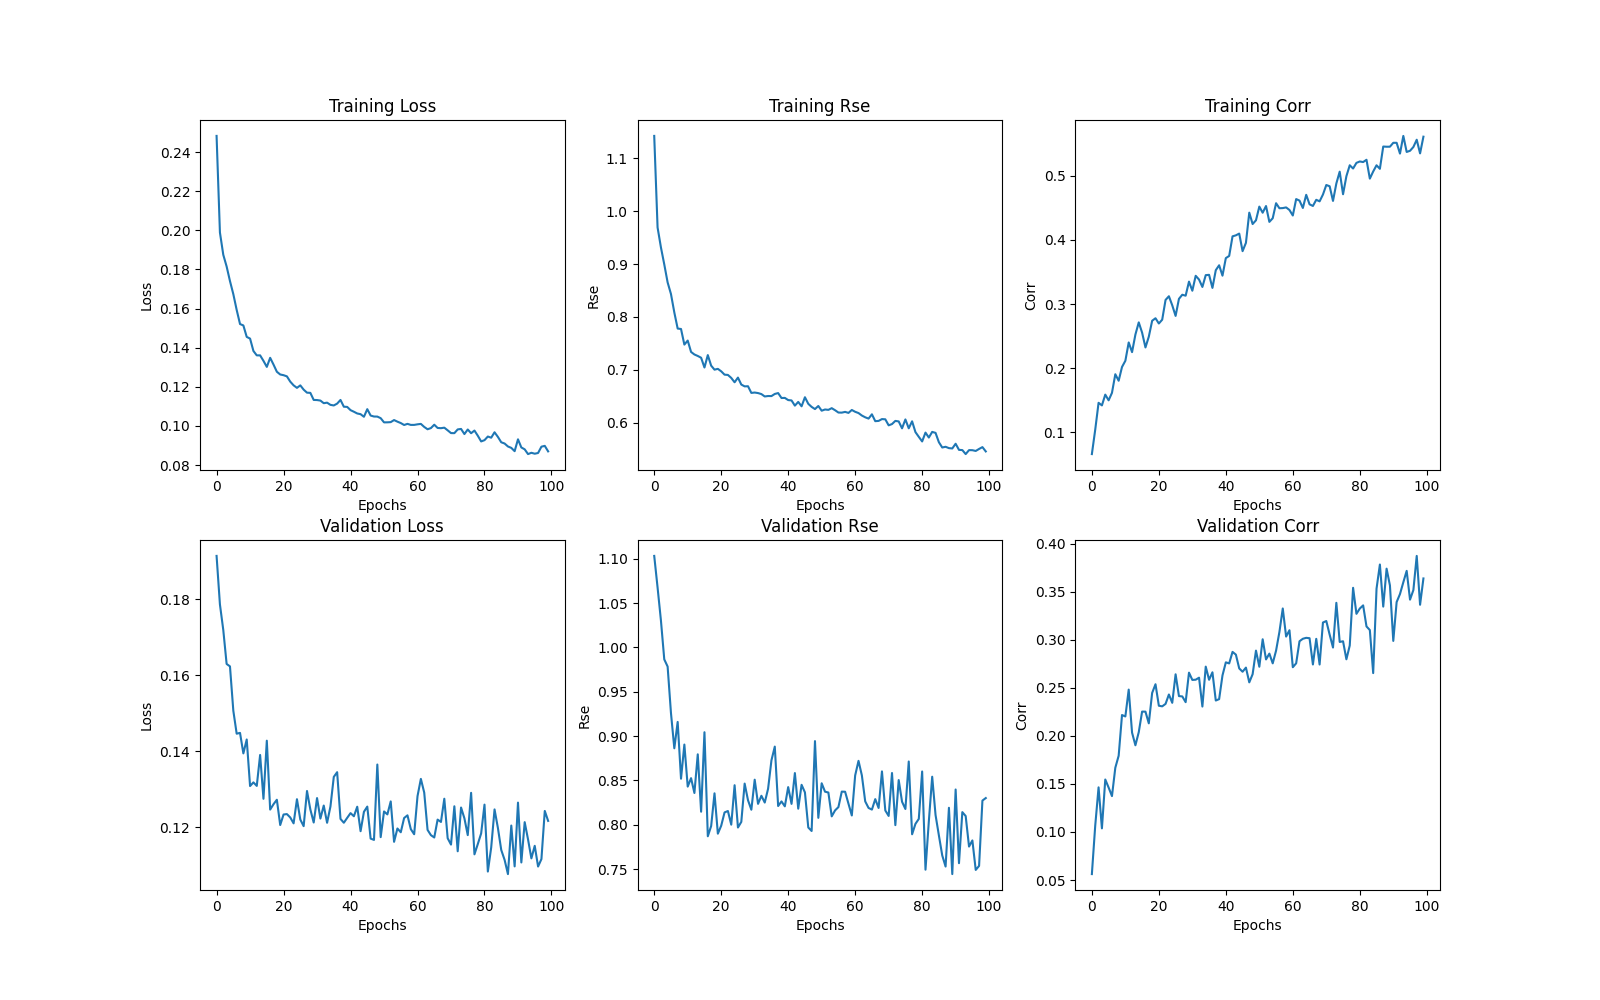 Training Loss
Training Rse
Training Corr
0.24
0.22
0.20
0.18
0.16
0.14
0.12
0.10
0.08
Loss
0 20 40 60 80 100
Epochs
1.1
1.0
0.9
0.8
0.7
0.6
Rse
0 20 40 60 80 100
Epochs
0.5
0.4
0.3
0.2
0.1
Corr
0 20 40 60 80 100
Epochs
Validation Loss
Validation Rse
Validation Corr
0.18
0.16
0.14
0.12
Loss
0 20 40 60 80 100
Epochs
1.10
1.05
1.00
0.95
0.90
0.85
0.80
0.75
Rse
0 20 40 60 80 100
Epochs
0.40
0.35
0.30
0.25
0.20
0.15
0.10
0.05
Corr
0 20 40 60 80 100
Epochs